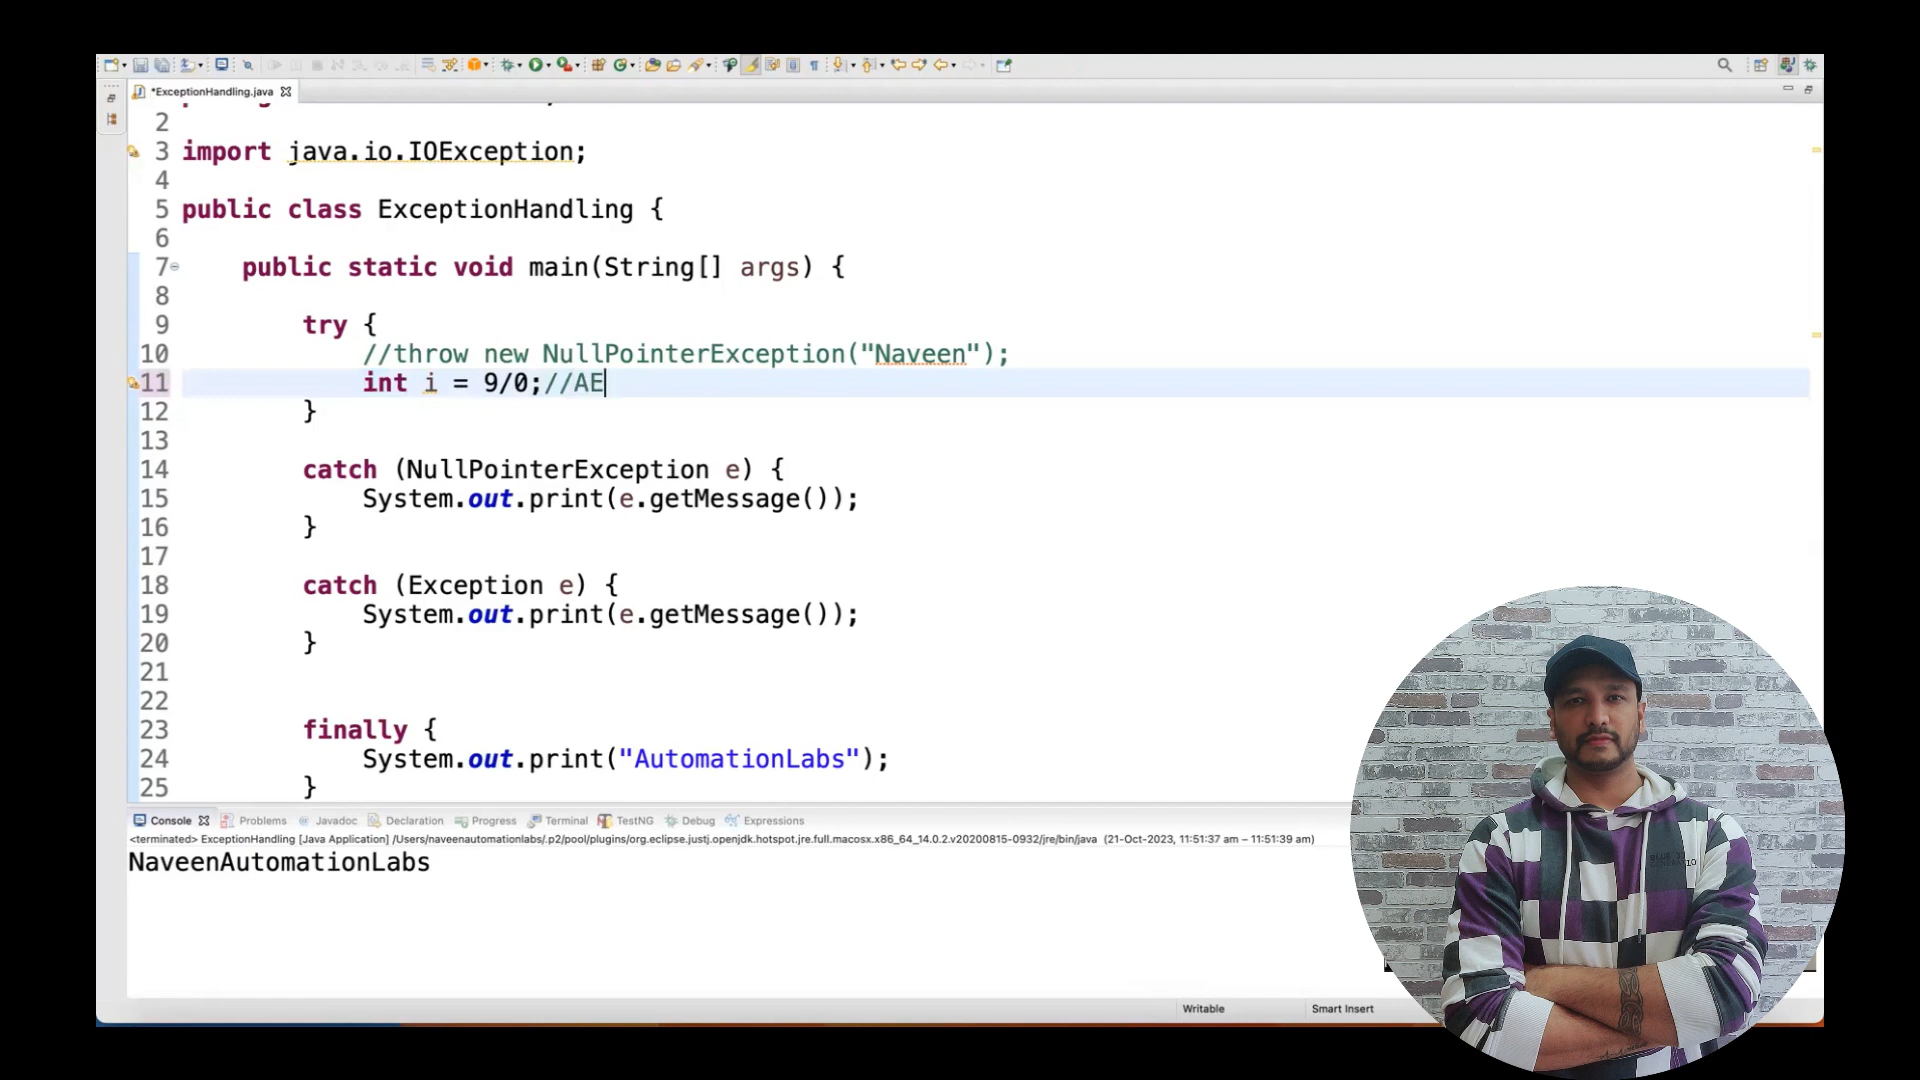 *ExceptionHandling.java
2
3 import java.io.IOException;
4
5 public class ExceptionHandling {
6
7 public static void main(String[] args) {
8
9 try {
10 //throw new NullPointerException("Naveen");
11 int i = 9/0;//AE
12 }
13
14 catch (NullPointerException e) {
15 System.out.print(e.getMessage());
16 }
17
18 catch (Exception e) {
19 System.out.print(e.getMessage());
20 }
21
22
23 finally {
24 System.out.print("AutomationLabs");
25 }
Console Problems Javadoc Declaration Progress Terminal TestNG Debug Expressions
<terminated> ExceptionHandling [Java Application] /Users/naveenautomationlabs/.p2/pool/plugins/org.eclipse.justj.openjdk.hotspot.jre.full.macosx.x86_64_14.0.2.v20200815-0932/jre/bin/java (21-Oct-2023, 11:51:37 am – 11:51:39 am)
NaveenAutomationLabs
Writable Smart Insert